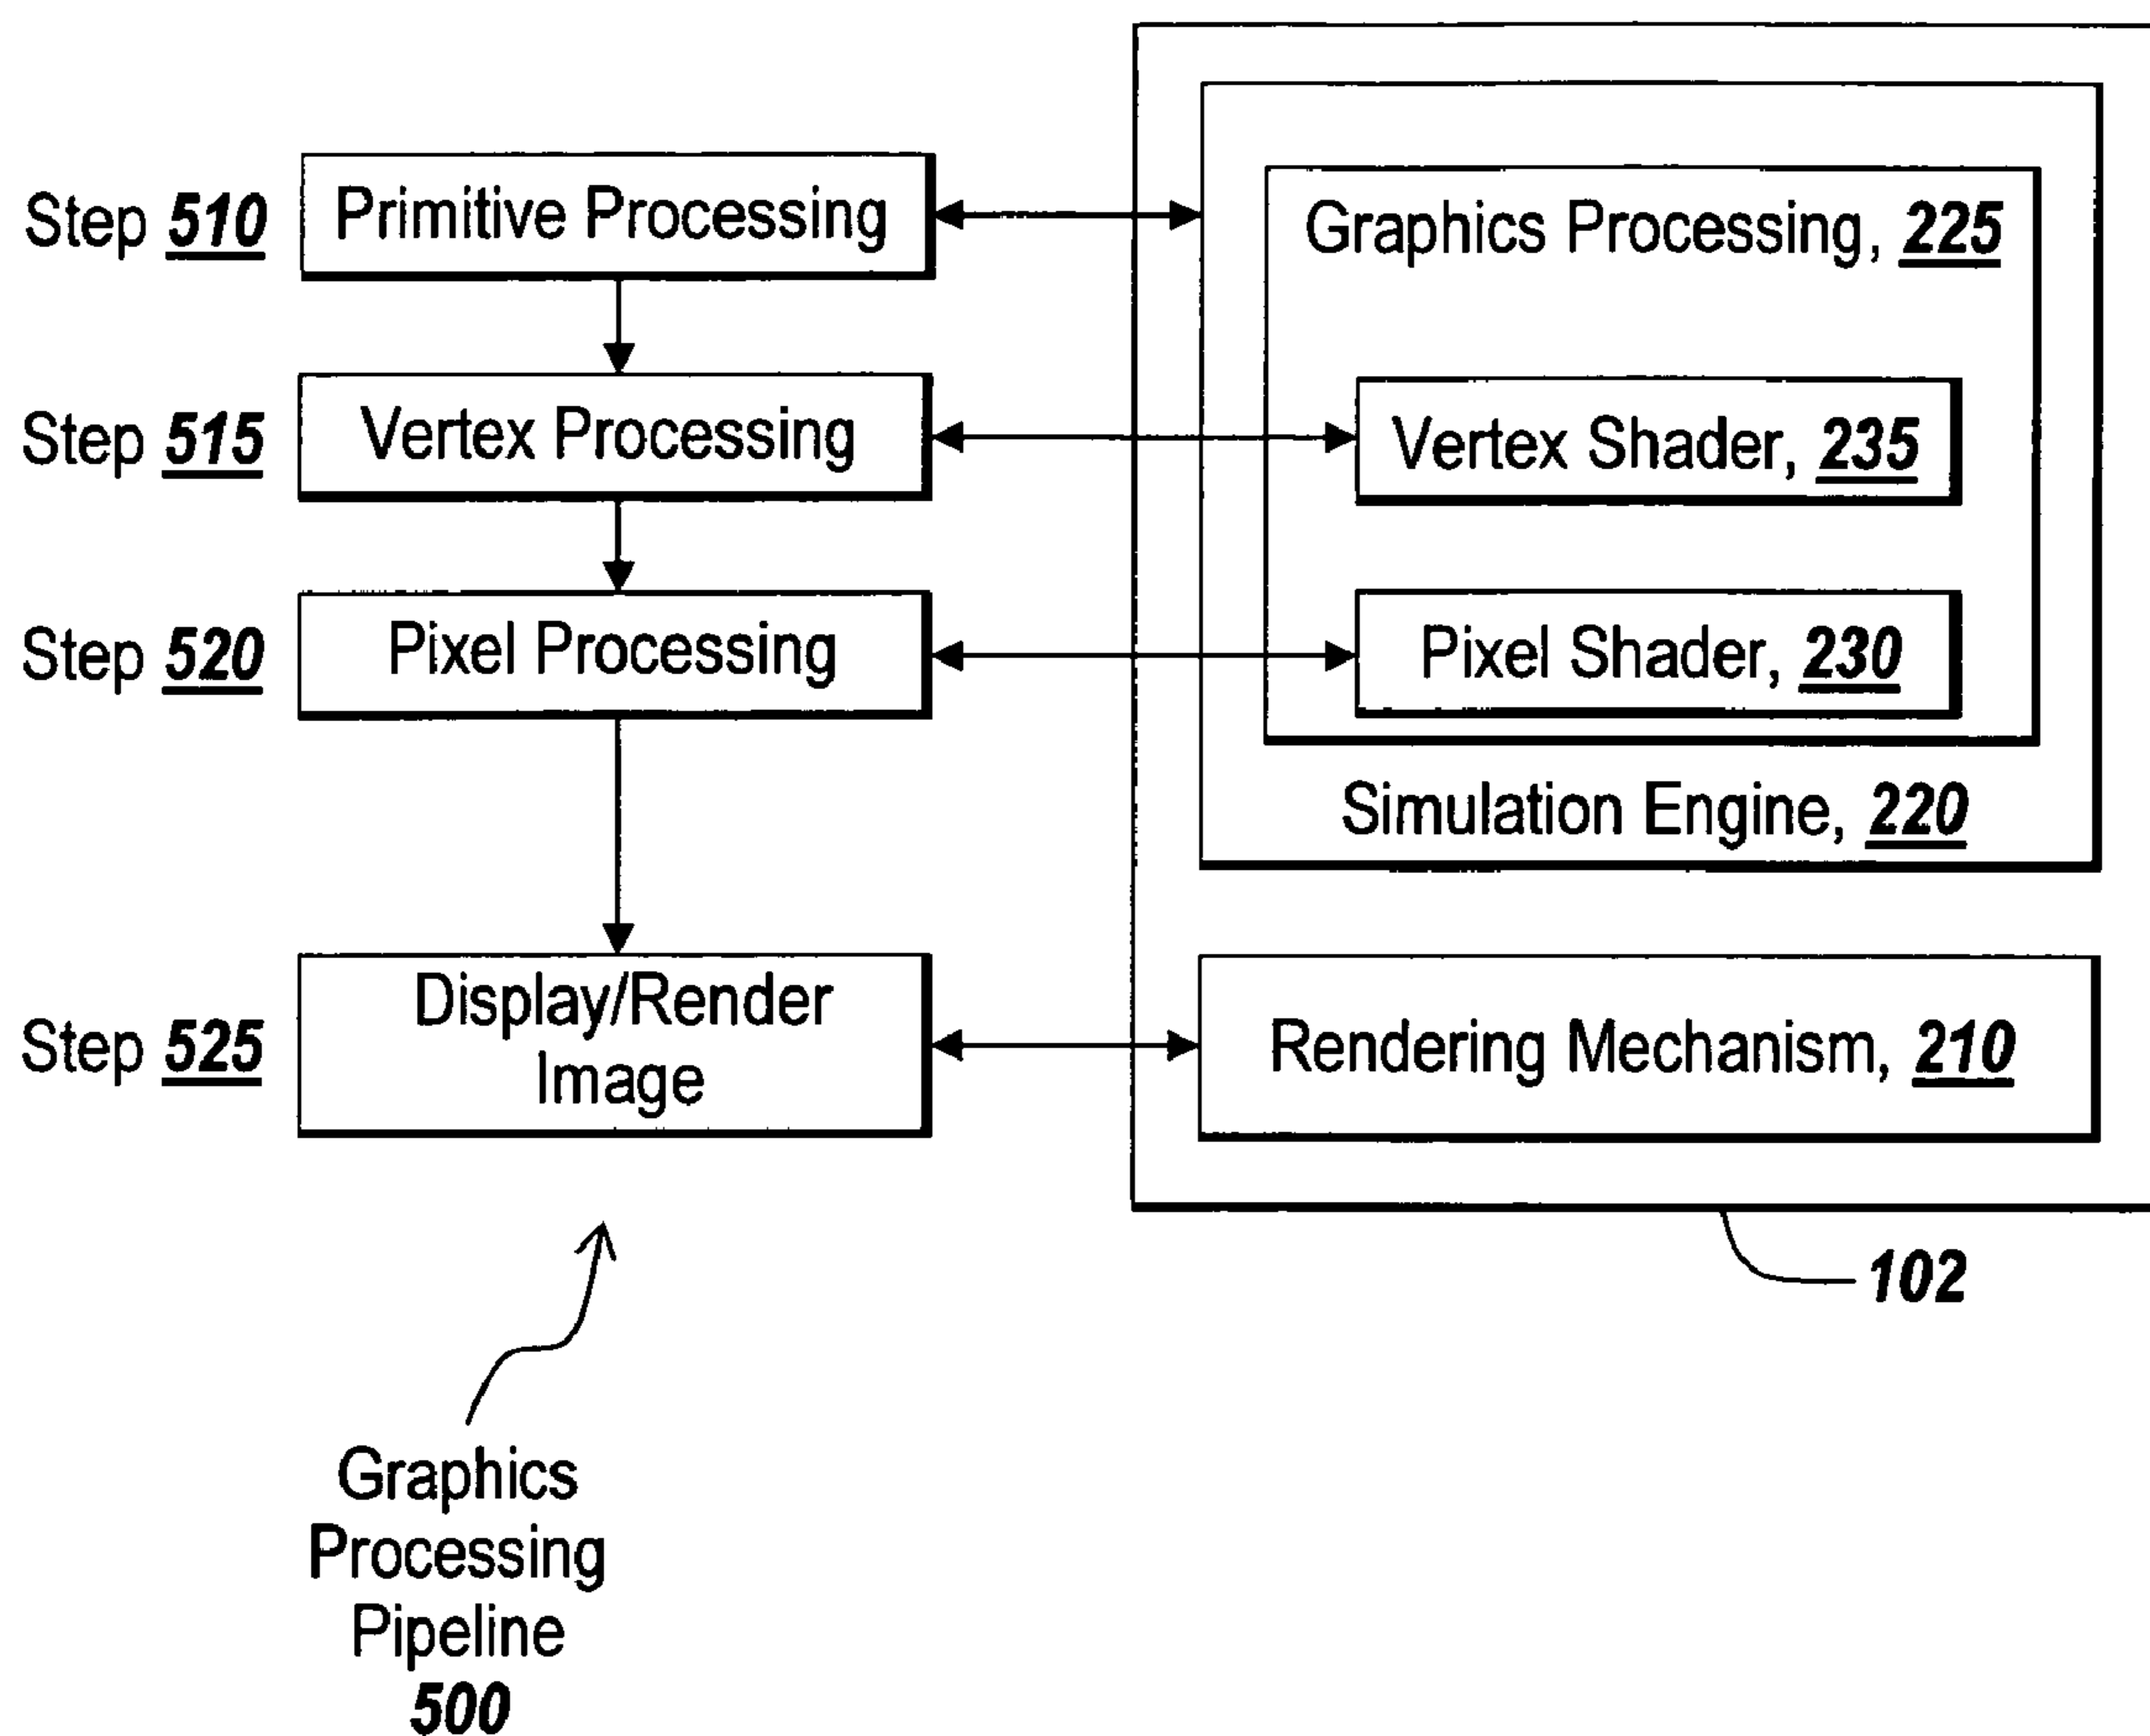 Step 510
Primitive Processing
Graphics Processing, 225
Step 515
Vertex Processing
Vertex Shader, 235
Step 520
Pixel Processing
Pixel Shader, 230
Simulation Engine, 220
Step 525
Display/Render
Image
Rendering Mechanism, 210
102
Graphics
Processing
Pipeline
500